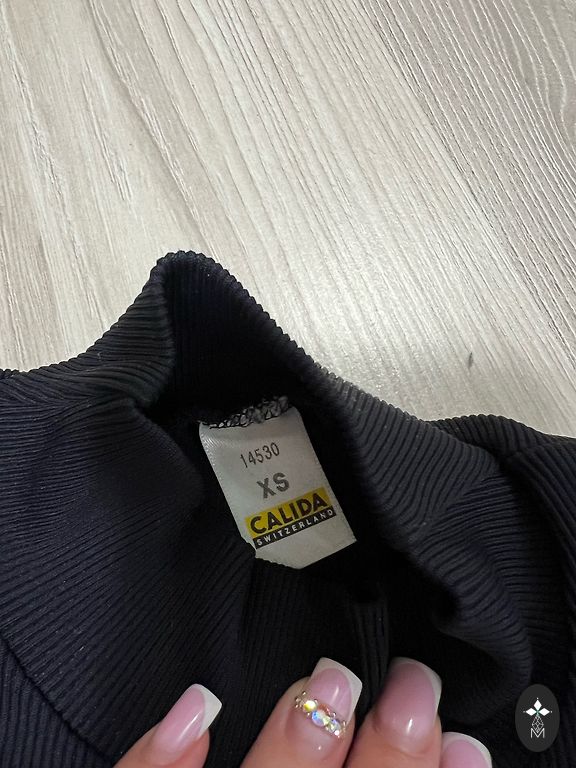 14530
XS
CALIDA
SWITZERLAND
M